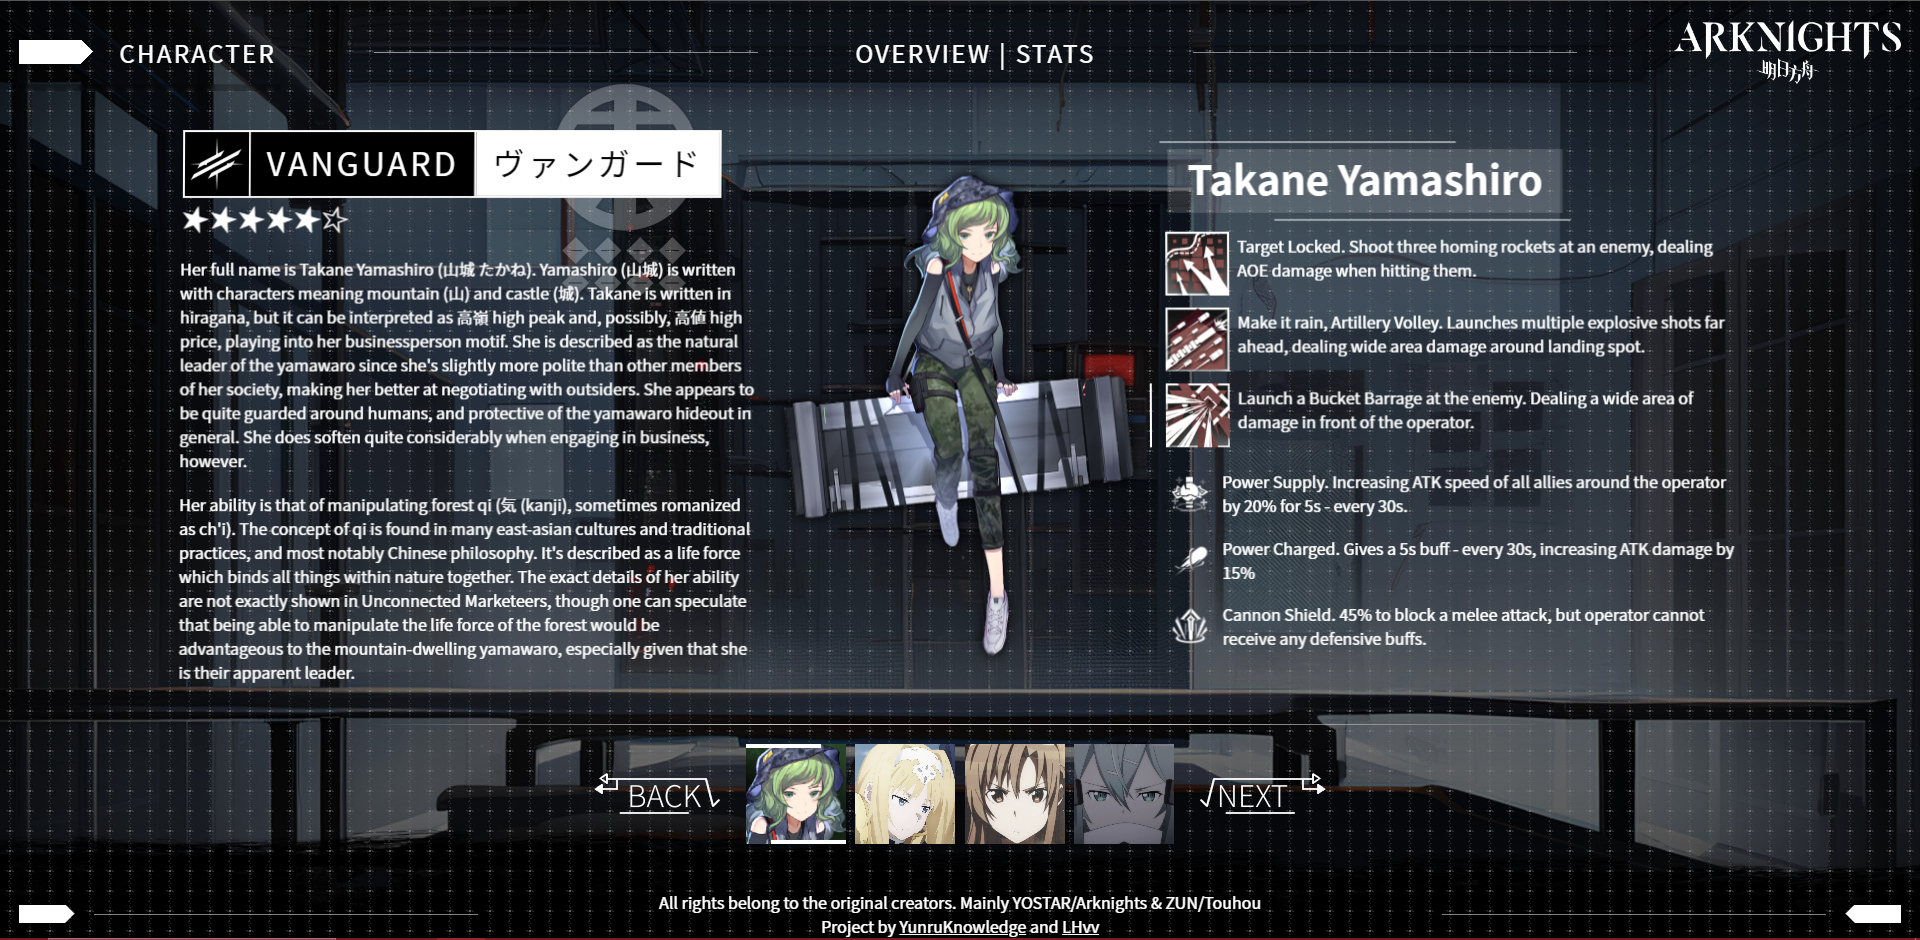 CHARACTER
OVERVIEW | STATS
ARKNIGHTS
明日方舟
VANGUARD
ヴァンガード
Takane Yamashiro
Her full name is Takane Yamashiro (山城 たかね). Yamashiro (山城) is written
with characters meaning mountain (山) and castle (城). Takane is written in
hiragana, but it can be interpreted as 高嶺 high peak and, possibly, 高値 high
price, playing into her businessperson motif. She is described as the natural
leader of the yamawaro since she's slightly more polite than other members
of her society, making her better at negotiating with outsiders. She appears to
be quite guarded around humans, and protective of the yamawaro hideout in
general. She does soften quite considerably when engaging in business,
however.
Her ability is that of manipulating forest qi (気 (kanji), sometimes romanized
as ch'i). The concept of qi is found in many east-asian cultures and traditional
practices, and most notably Chinese philosophy. It's described as a life force
which binds all things within nature together. The exact details of her ability
are not exactly shown in Unconnected Marketeers, though one can speculate
that being able to manipulate the life force of the forest would be
advantageous to the mountain-dwelling yamawaro, especially given that she
is their apparent leader.
Target Locked. Shoot three homing rockets at an enemy, dealing
AOE damage when hitting them.
Make it rain, Artillery Volley. Launches multiple explosive shots far
ahead, dealing wide area damage around landing spot.
Launch a Bucket Barrage at the enemy. Dealing a wide area of
damage in front of the operator.
Power Supply. Increasing ATK speed of all allies around the operator
by 20% for 5s - every 30s.
Power Charged. Gives a 5s buff - every 30s, increasing ATK damage by
15%
Cannon Shield. 45% to block a melee attack, but operator cannot
receive any defensive buffs.
BACK
NEXT
All rights belong to the original creators. Mainly YOSTAR/Arknights & ZUN/Touhou
Project by YunruKnowledge and LHvv